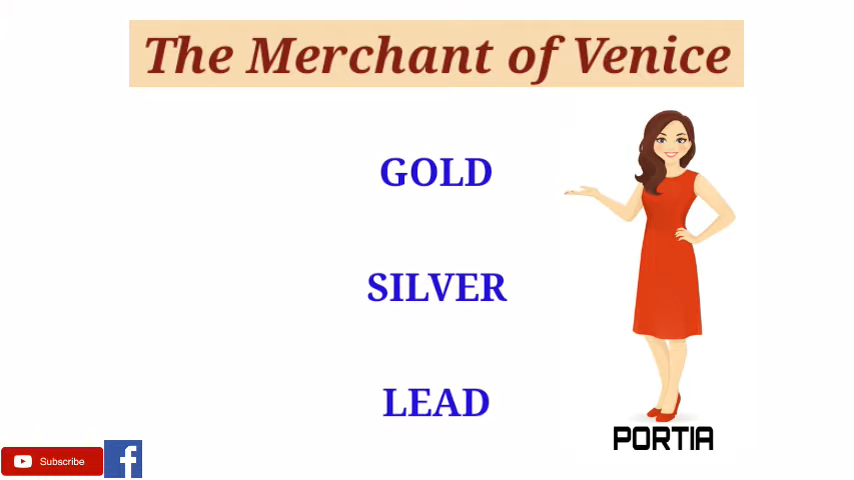 The Merchant of Venice
GOLD
SILVER
LEAD
PORTIA
Subscribe
f